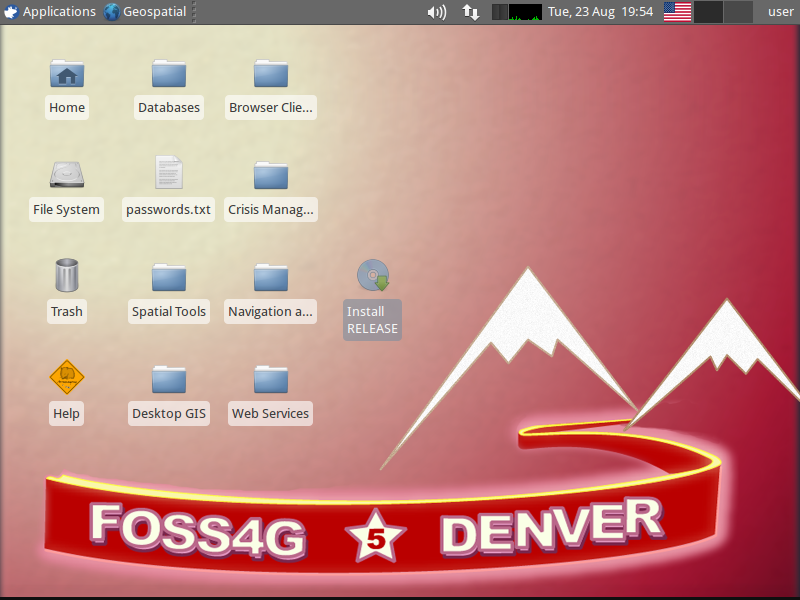 Applications Geospatial Tue, 23 Aug 19:54 user
Home Databases Browser Clie...
File System passwords.txt Crisis Manag...
Trash Spatial Tools Navigation a... Install
RELEASE
Help Desktop GIS Web Services
FOSS4G 5 DENVER